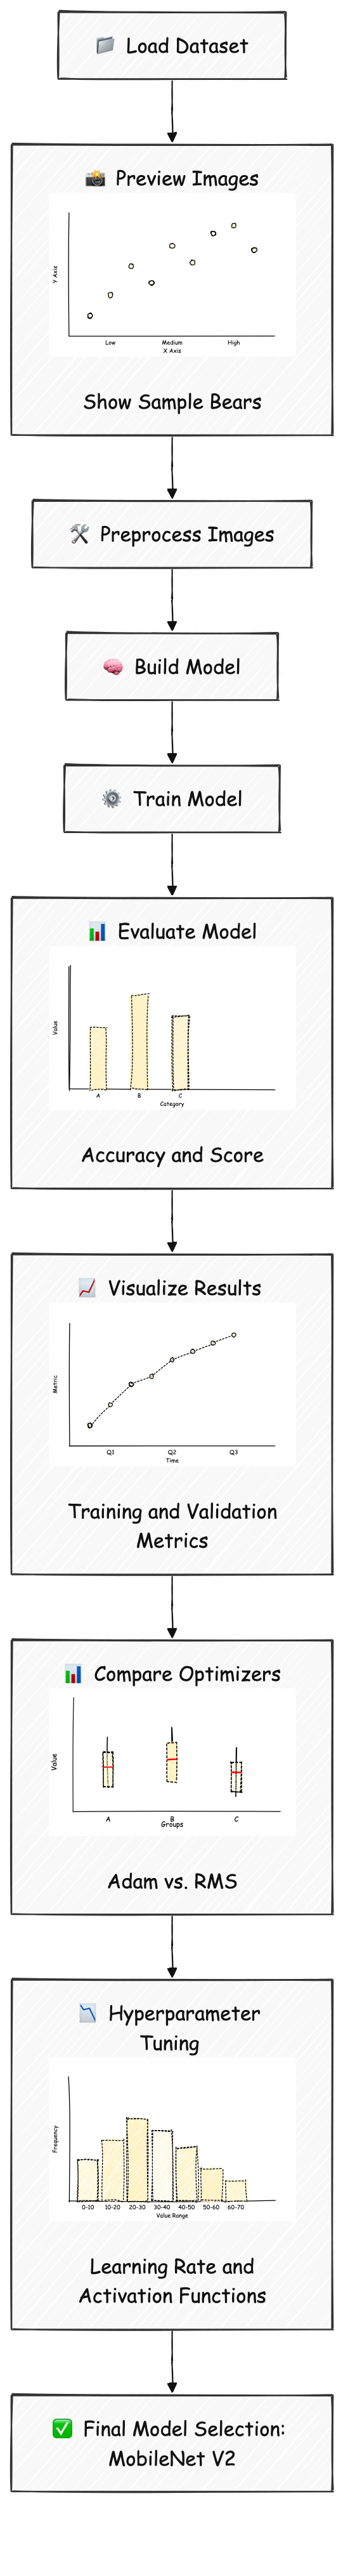 📁 Load Dataset
📸 Preview Images
Y Axis
Low Medium High
X Axis
Show Sample Bears
🛠️ Preprocess Images
🧠 Build Model
⚙️ Train Model
📊 Evaluate Model
Value
A B C
Category
Accuracy and Score
📈 Visualize Results
Metric
Q1 Q2 Q3
Time
Training and Validation
Metrics
📊 Compare Optimizers
Value
A B C
Groups
Adam vs. RMS
📉 Hyperparameter
Tuning
Frequency
0-10 10-20 20-30 30-40 40-50 50-60 60-70
Value Range
Learning Rate and
Activation Functions
✅ Final Model Selection:
MobileNet V2